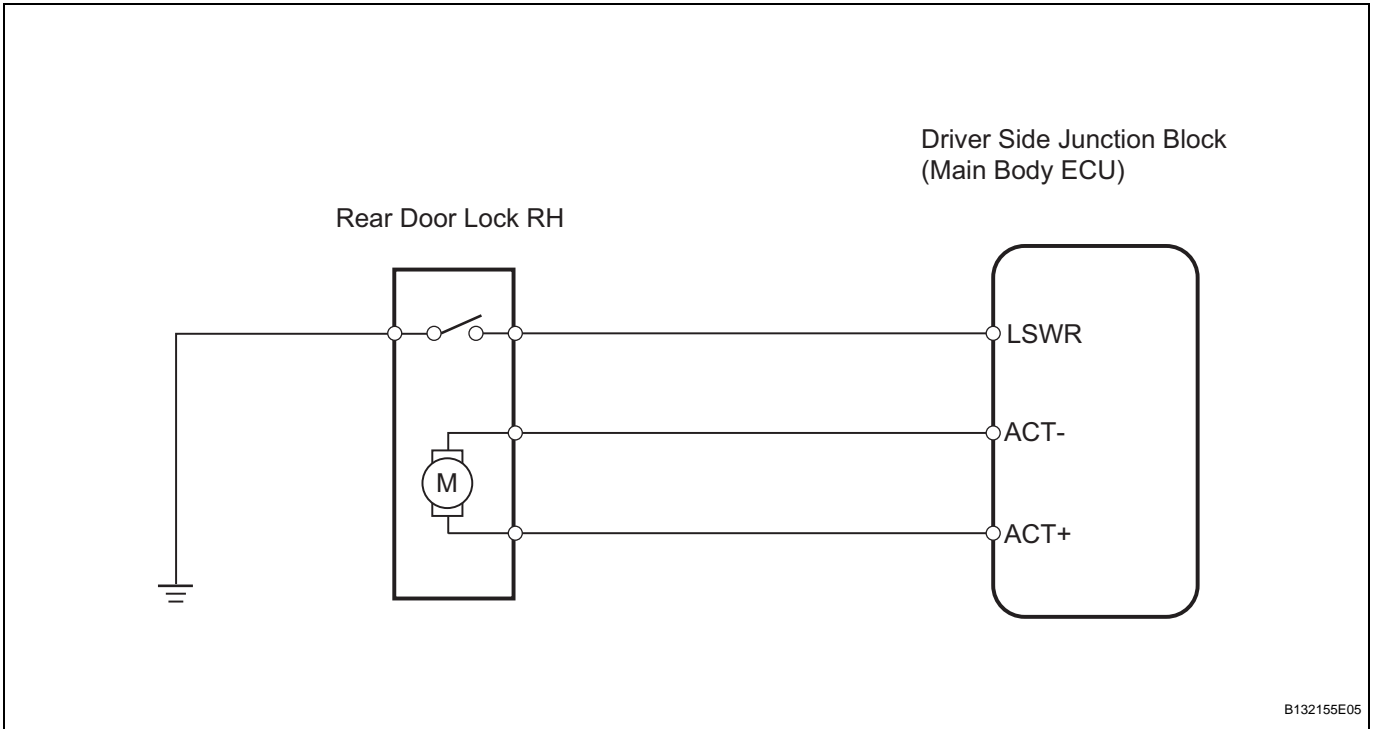 Driver Side Junction Block
(Main Body ECU)
Rear Door Lock RH
LSWR
ACT-
M
ACT+
B132155E05